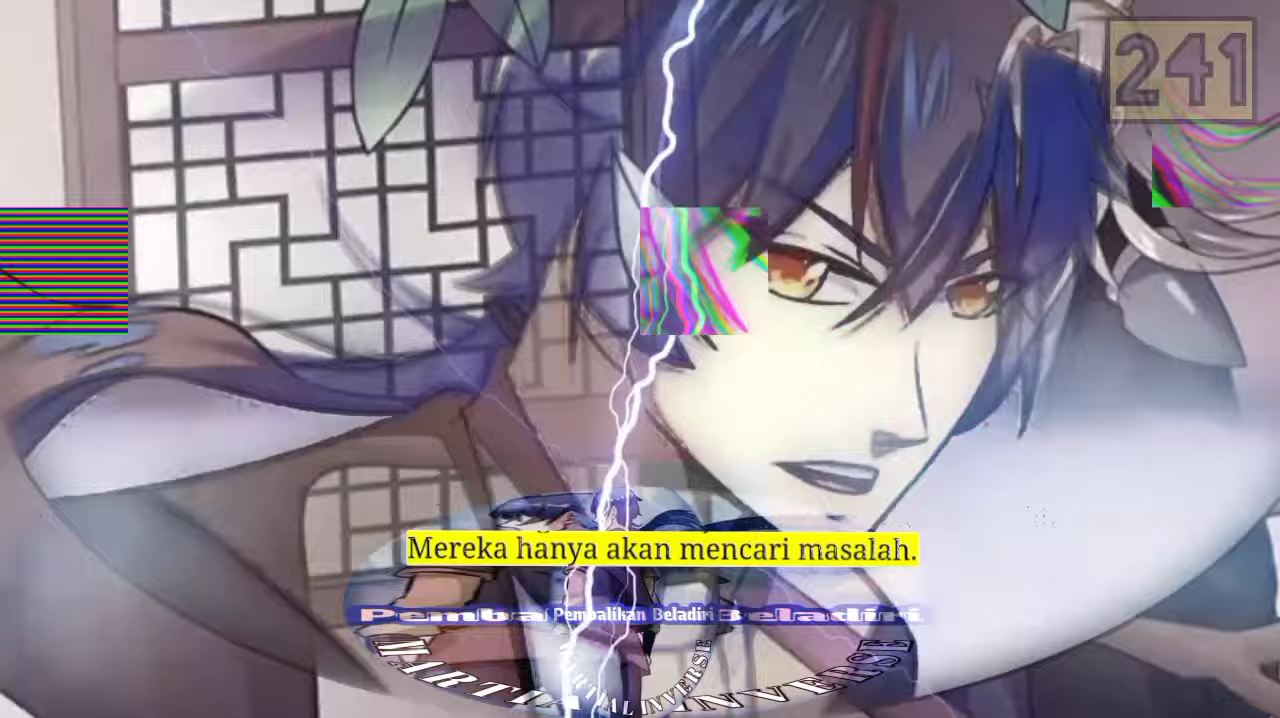 241
Mereka hanya akan mencari masalah.
Pembalikan Beladiri
MARTIAL INVERSE